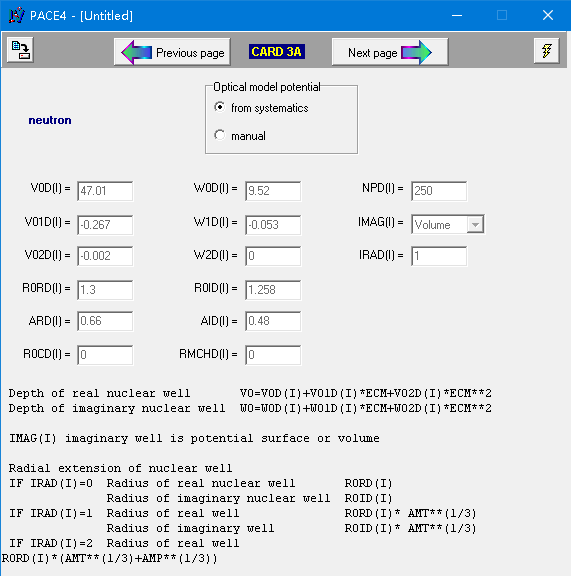 PACE4 - [Untitled]
Previous page
CARD 3A
Next page
Optical model potential
from systematics
manual
neutron
V0D(I) = 47.01
W0D(I) = 9.52
NPD(I) = 250
V01D(I) = -0.267
W1D(I) = -0.053
IMAG(I) = Volume
V02D(I) = -0.002
W2D(I) = 0
IRAD(I) = 1
R0RD(I) = 1.3
R0ID(I) = 1.258
ARD(I) = 0.66
AID(I) = 0.48
R0CD(I) = 0
RMCHD(I) = 0
Depth of real nuclear well V0=V0D(I)+V01D(I)*ECM+V02D(I)*ECM**2
Depth of imaginary nuclear well W0=W0D(I)+W01D(I)*ECM+W02D(I)*ECM**2
IMAG(I) imaginary well is potential surface or volume
Radial extension of nuclear well
IF IRAD(I)=0 Radius of real nuclear well R0RD(I)
Radius of imaginary nuclear well R0ID(I)
IF IRAD(I)=1 Radius of real well R0RD(I)* AMT**(1/3)
Radius of imaginary well R0ID(I)* AMT**(1/3)
IF IRAD(I)=2 Radius of real well
R0RD(I)*(AMT**(1/3)+AMP**(1/3))